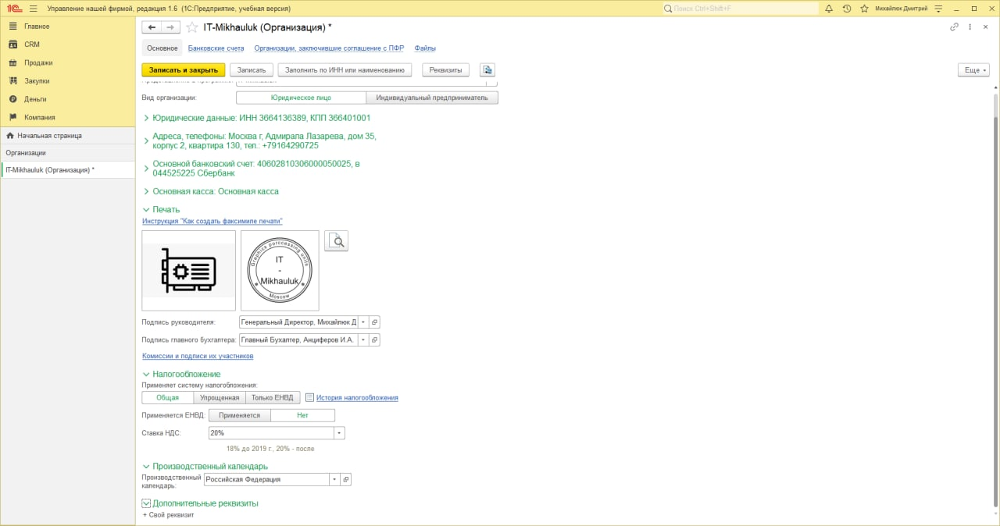 Управление нашей фирмой, редакция 1.6 (1С:Предприятие, учебная версия)
Поиск Ctrl+Shift+F
Михайлюк Дмитрий
Главное
CRM
Продажи
Закупки
Деньги
Компания
Начальная страница
Организации
IT-Mikhauluk (Организация) *
IT-Mikhauluk (Организация) *
Основное Банковские счета Организации, заключившие соглашение с ПФР Файлы
Записать и закрыть Записать Заполнить по ИНН или наименованию Реквизиты Еще
Вид организации: Юридическое лицо Индивидуальный предприниматель
Юридические данные: ИНН 3664136389, КПП 366401001
Адреса, телефоны: Москва г, Адмирала Лазарева, дом 35,
корпус 2, квартира 130, тел.: +79164290725
Основной банковский счет: 40602810306000050025, в
044525225 Сбербанк
Основная касса: Основная касса
Печать
Инструкция "Как создать факсимиле печати"
Graphics porccessing units
IT
-
Mikhauluk
Moscow
Подпись руководителя: Генеральный Директор, Михайлюк Д
Подпись главного бухгалтера: Главный Бухгалтер, Анциферов И.А.
Комиссии и подписи их участников
Налогообложение
Применяет систему налогообложения:
Общая Упрощенная Только ЕНВД История налогообложения
Применяется ЕНВД: Применяется Нет
Ставка НДС: 20%
18% до 2019 г., 20% - после
Производственный календарь
Производственный
календарь: Российская Федерация
Дополнительные реквизиты
+ Свой реквизит